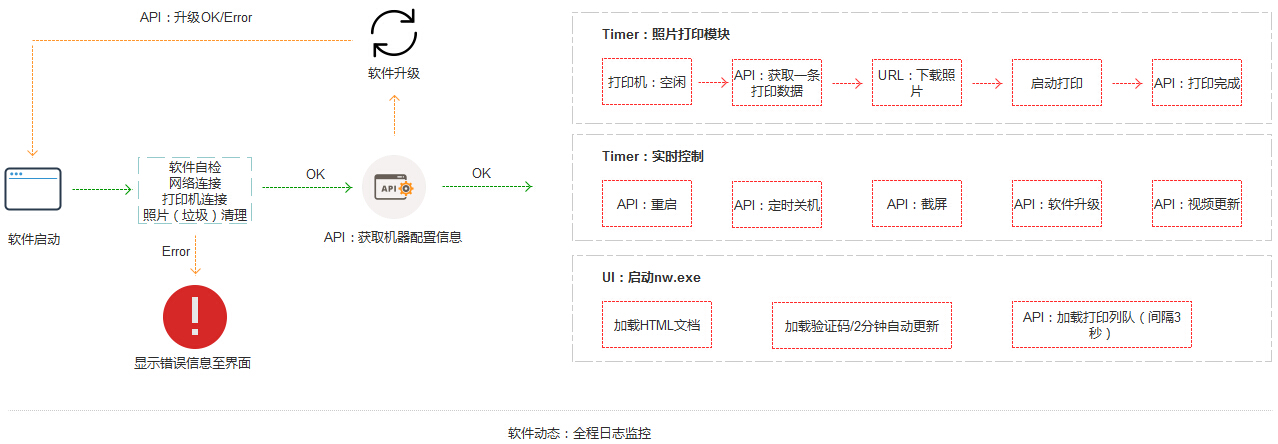 API：升级OK/Error
软件升级
软件启动
软件自检
网络连接
打印机连接
照片（垃圾）清理
OK
API
API：获取机器配置信息
OK
Error
显示错误信息至界面
Timer：照片打印模块
打印机：空闲
API：获取一条
打印数据
URL：下载照
片
启动打印
API：打印完成
Timer：实时控制
API：重启
API：定时关机
API：截屏
API：软件升级
API：视频更新
UI：启动nw.exe
加载HTML文档
加载验证码/2分钟自动更新
API：加载打印列队（间隔3
秒）
软件动态：全程日志监控